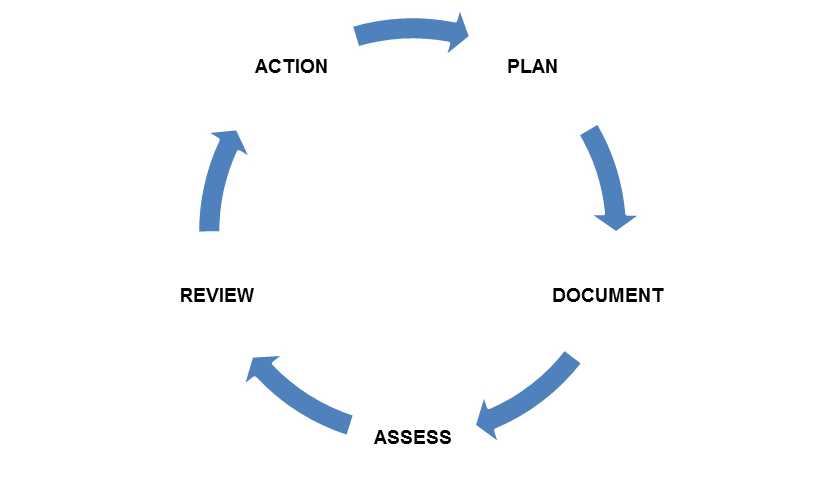 ACTION
PLAN
REVIEW
DOCUMENT
ASSESS